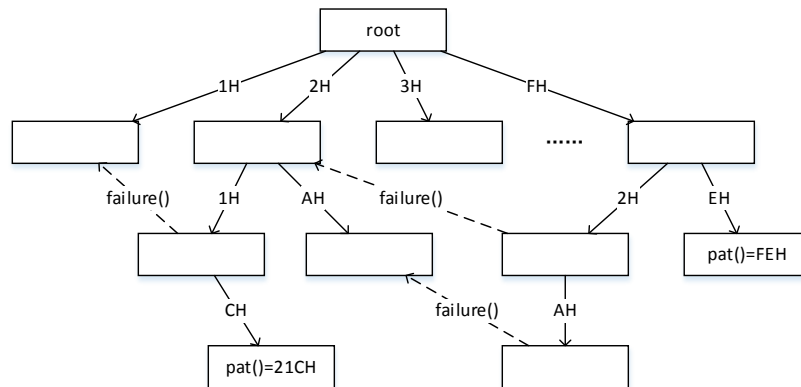 root
1H
2H
3H
FH
......
failure()
1H
AH
failure()
2H
EH
pat()=FEH
CH
failure()
AH
pat()=21CH